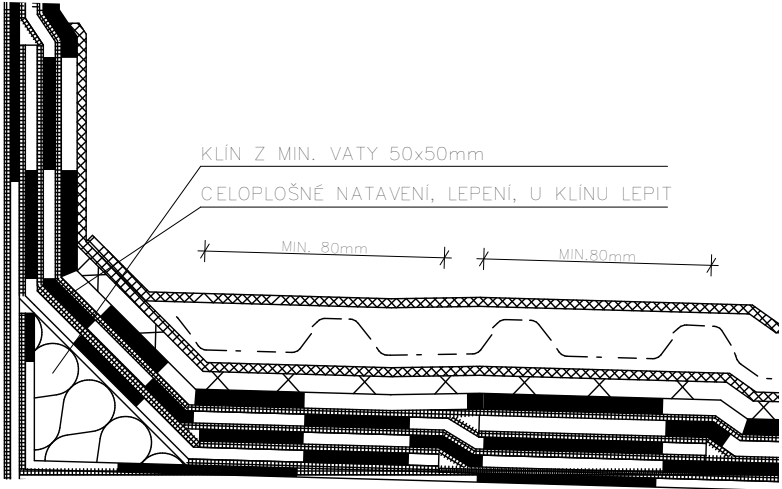 KLÍN Z MIN. VATY 50x50mm
CELOPLOŠNÉ NATAVENÍ, LEPENÍ, U KLÍNU LEPIT
MIN. 80mm
MIN.80mm